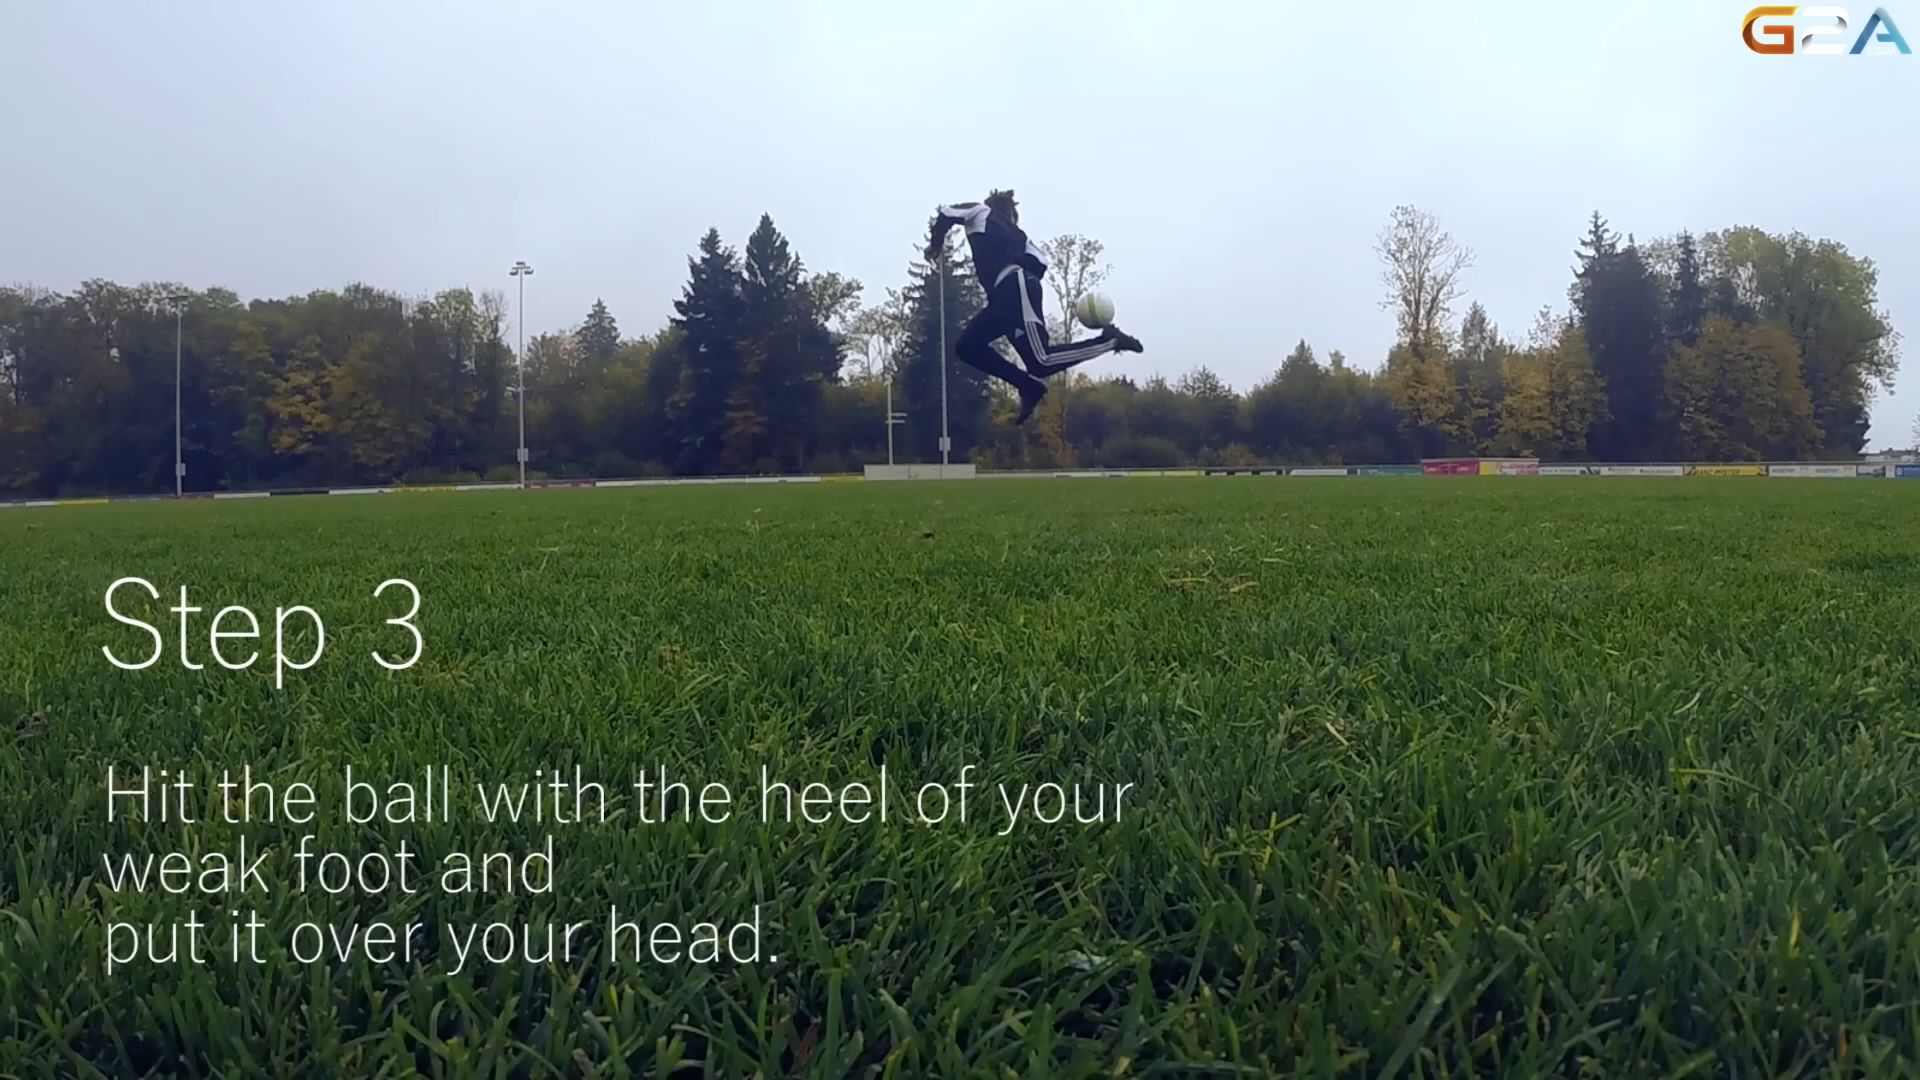 G2A
Step 3
Hit the ball with the heel of your
weak foot and
put it over your head.